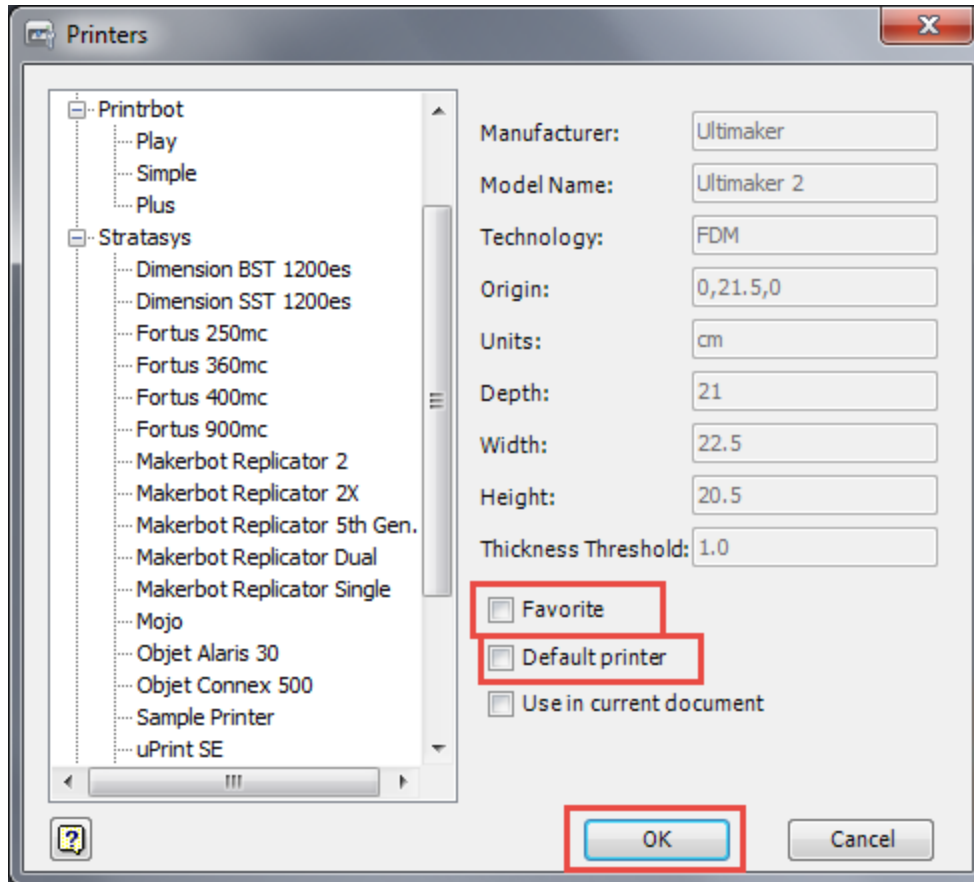 Printers
Printrbot
Play
Simple
Plus
Stratasys
Dimension BST 1200es
Dimension SST 1200es
Fortus 250mc
Fortus 360mc
Fortus 400mc
Fortus 900mc
Makerbot Replicator 2
Makerbot Replicator 2X
Makerbot Replicator 5th Gen.
Makerbot Replicator Dual
Makerbot Replicator Single
Mojo
Objet Alaris 30
Objet Connex 500
Sample Printer
uPrint SE
Manufacturer: Ultimaker
Model Name: Ultimaker 2
Technology: FDM
Origin: 0,21.5,0
Units: cm
Depth: 21
Width: 22.5
Height: 20.5
Thickness Threshold: 1.0
Favorite
Default printer
Use in current document
OK Cancel